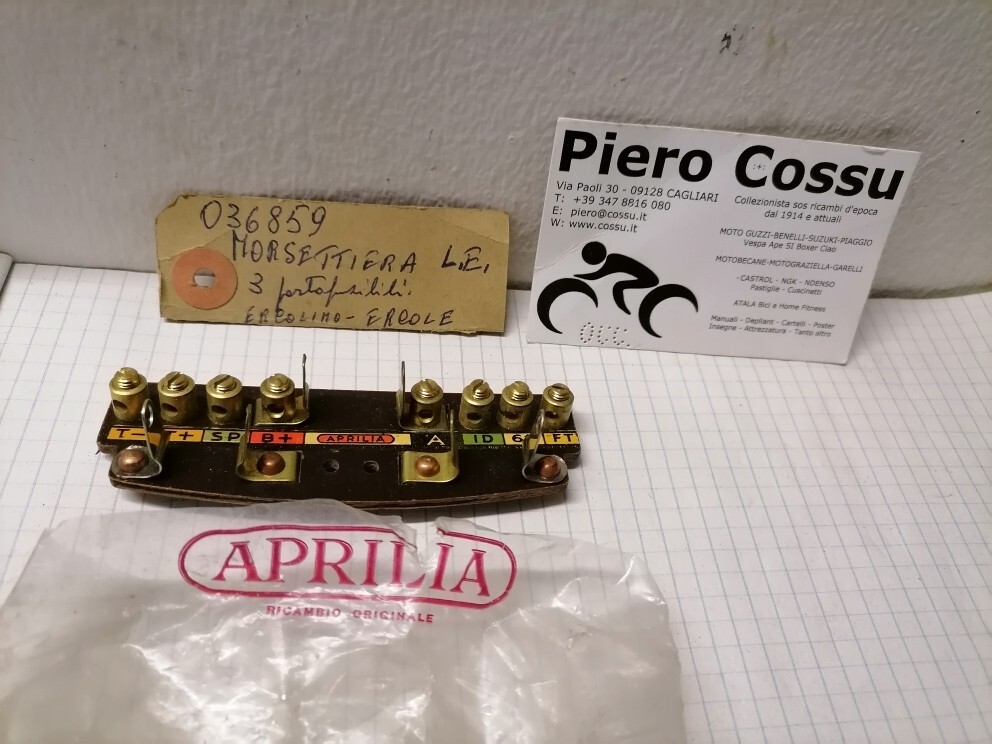 036859
MORSETTIERA L.E.
3 portafusibili.
ERCOLINO - ERCOLE
Piero Cossu
Via Paoli 30 - 09128 CAGLIARI
T: +39 347 8816 080
E: piero@cossu.it
W: www.cossu.it
Collezionista sos ricambi d'epoca
dal 1914 e attuali
MOTO GUZZI-BENELLI-SUZUKI-PIAGGIO
Vespa Ape SI Boxer Ciao
MOTOBECANE-MOTOGRAZIELLA-GARELLI
-CASTROL - NGK - NDENSO
Pastiglie - Cuscinetti
ATALA Bici e Home Fitness
Manuali - Depliant - Cartelli - Poster
Insegne - Attrezzatura - Tanto altro
T- T+ SP B+ APRILIA A ID 6 FT
APRILIA
RICAMBIO ORIGINALE